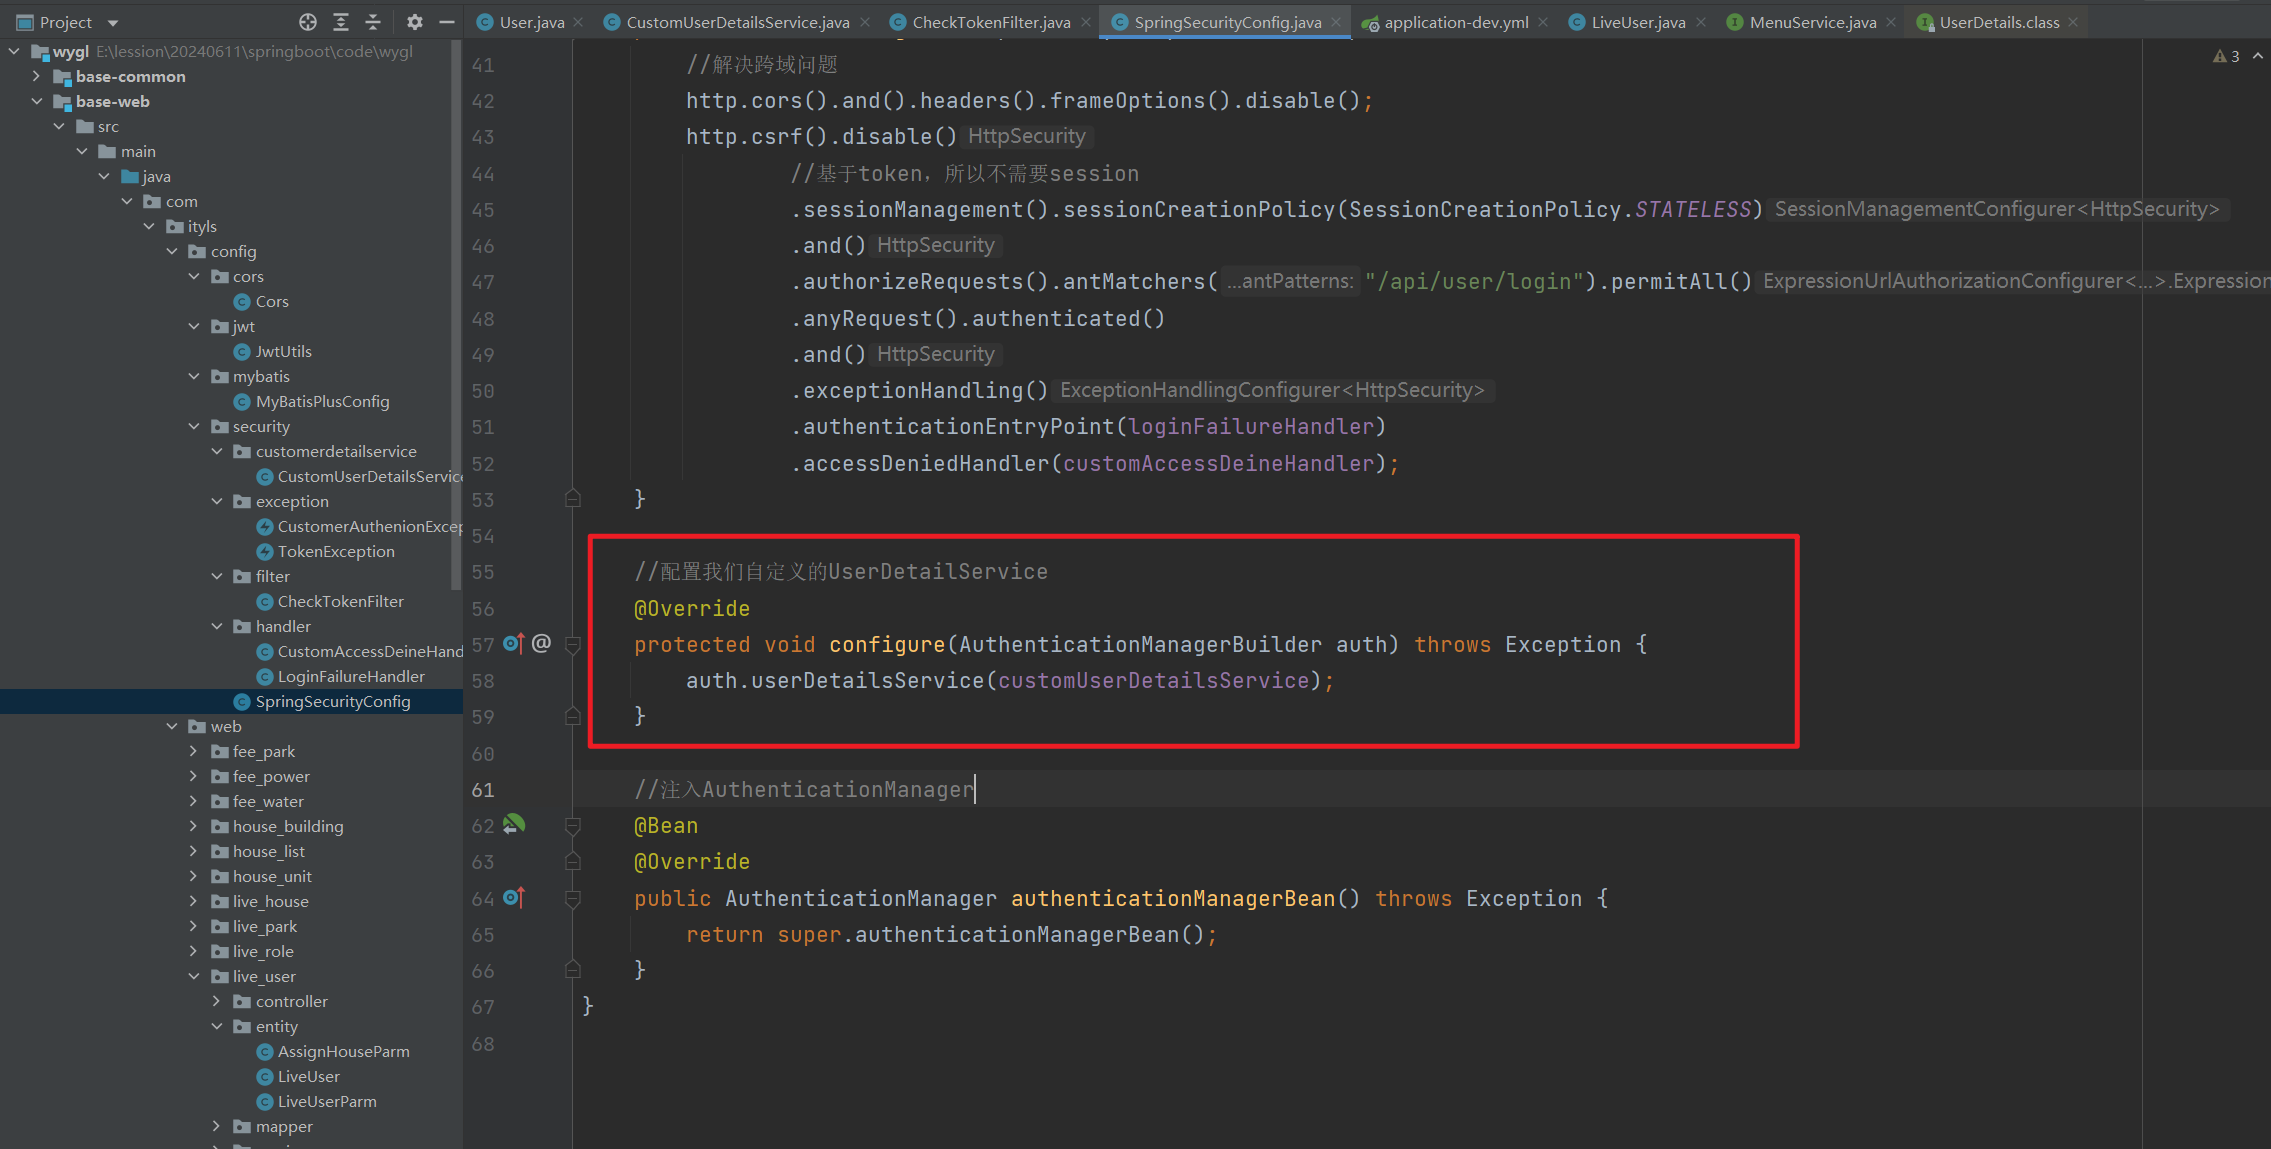 Project
User.java
CustomUserDetailsService.java
CheckTokenFilter.java
SpringSecurityConfig.java
application-dev.yml
LiveUser.java
MenuService.java
UserDetails.class
wygl E:\lession\20240611\springboot\code\wygl
base-common
base-web
src
main
java
com
ityls
config
cors
Cors
jwt
JwtUtils
mybatis
MyBatisPlusConfig
security
customerdetailservice
CustomUserDetailsService
exception
CustomerAuthenionExcep
TokenException
filter
CheckTokenFilter
handler
CustomAccessDeineHand
LoginFailureHandler
SpringSecurityConfig
web
fee_park
fee_power
fee_water
house_building
house_list
house_unit
live_house
live_park
live_role
live_user
controller
entity
AssignHouseParm
LiveUser
LiveUserParm
mapper
3
41 //解决跨域问题
42 http.cors().and().headers().frameOptions().disable();
43 http.csrf().disable() HttpSecurity
44 //基于token，所以不需要session
45 .sessionManagement().sessionCreationPolicy(SessionCreationPolicy.STATELESS) SessionManagementConfigurer<HttpSecurity>
46 .and() HttpSecurity
47 .authorizeRequests().antMatchers( ...antPatterns: "/api/user/login").permitAll() ExpressionUrlAuthorizationConfigurer<...>.Expression
48 .anyRequest().authenticated()
49 .and() HttpSecurity
50 .exceptionHandling() ExceptionHandlingConfigurer<HttpSecurity>
51 .authenticationEntryPoint(loginFailureHandler)
52 .accessDeniedHandler(customAccessDeineHandler);
53 }
54
55 //配置我们自定义的UserDetailService
56 @Override
57 @ protected void configure(AuthenticationManagerBuilder auth) throws Exception {
58 auth.userDetailsService(customUserDetailsService);
59 }
60
61 //注入AuthenticationManager
62 @Bean
63 @Override
64 public AuthenticationManager authenticationManagerBean() throws Exception {
65 return super.authenticationManagerBean();
66 }
67 }
68